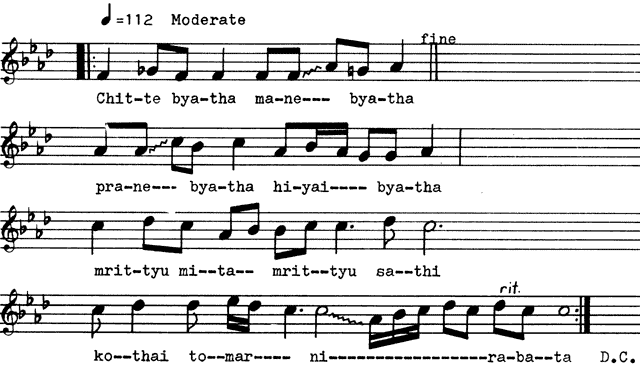 ♩=112 Moderate
fine
Chit-te bya-tha ma-ne--- bya-tha
pra-ne--- bya-tha hi-yai---- bya-tha
mrit--tyu mi--ta-- mrit--tyu sa--thi
rit.
ko--thai to--mar---- ni-----------------ra-ba--ta D.C.